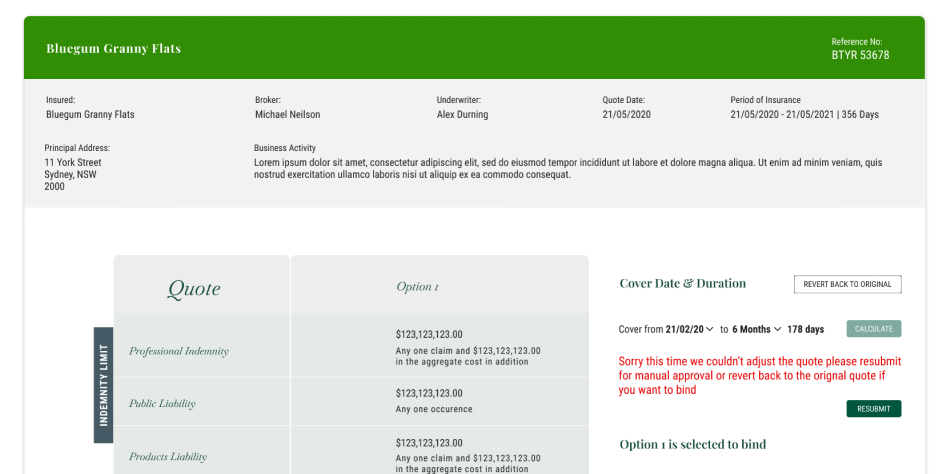 Bluegum Granny Flats
Reference No:
BTYR 53678
Insured:
Bluegum Granny Flats
Broker:
Michael Neilson
Underwriter:
Alex Durning
Quote Date:
21/05/2020
Period of Insurance
21/05/2020 - 21/05/2021 | 356 Days
Principal Address:
11 York Street
Sydney, NSW
2000
Business Activity
Lorem ipsum dolor sit amet, consectetur adipiscing elit, sed do eiusmod tempor incididunt ut labore et dolore magna aliqua. Ut enim ad minim veniam, quis
nostrud exercitation ullamco laboris nisi ut aliquip ex ea commodo consequat.
Quote
Option 1
INDEMNITY LIMIT
Professional Indemnity
$123,123,123.00
Any one claim and $123,123,123.00
in the aggregate cost in addition
Public Liability
$123,123,123.00
Any one occurence
Products Liability
$123,123,123.00
Any one claim and $123,123,123.00
in the aggregate cost in addition
Cover Date & Duration
REVERT BACK TO ORIGINAL
Cover from 21/02/20 to 6 Months 178 days
CALCULATE
Sorry this time we couldn't adjust the quote please resubmit
for manual approval or revert back to the orignal quote if
you want to bind
RESUBMIT
Option 1 is selected to bind